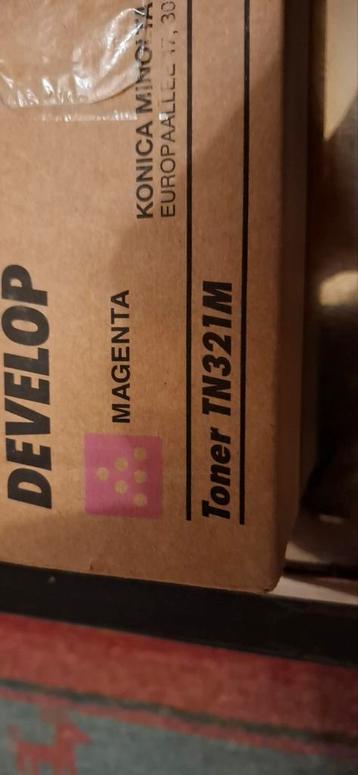 DEVELOP
MAGENTA
KONICA MINOLTA
EUROPAALLEE 17, 30
Toner TN321M